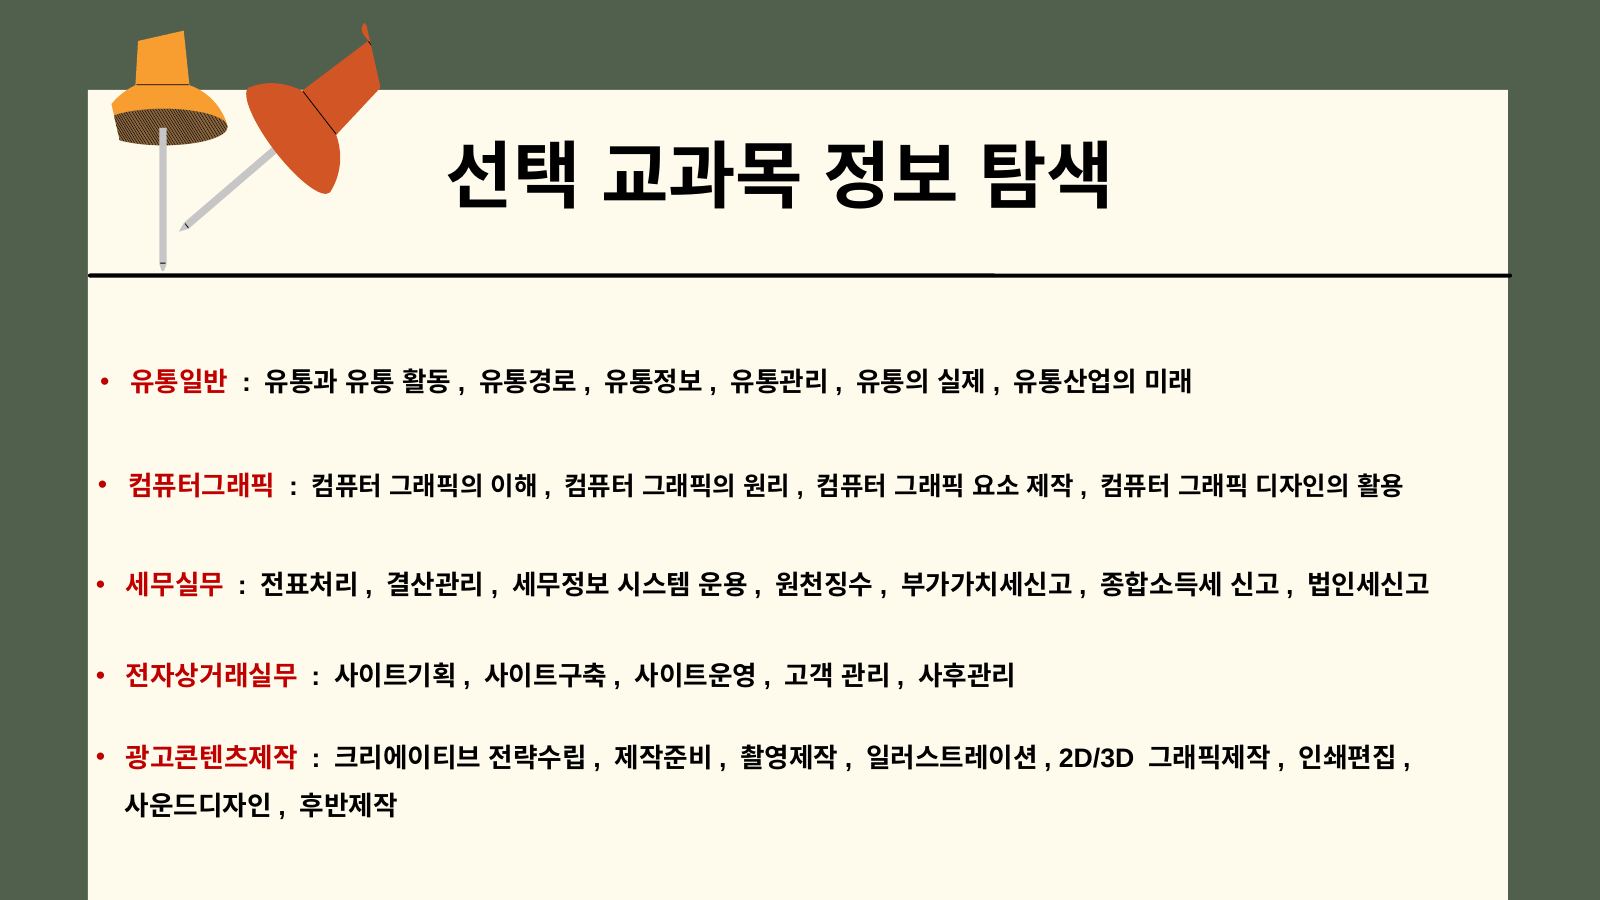 선택 교과목 정보 탐색
• 유통일반 : 유통과 유통 활동 , 유통경로 , 유통정보 , 유통관리 , 유통의 실제 , 유통산업의 미래
• 컴퓨터그래픽 : 컴퓨터 그래픽의 이해 , 컴퓨터 그래픽의 원리 , 컴퓨터 그래픽 요소 제작 , 컴퓨터 그래픽 디자인의 활용
• 세무실무 : 전표처리 , 결산관리 , 세무정보 시스템 운용 , 원천징수 , 부가가치세신고 , 종합소득세 신고 , 법인세신고
• 전자상거래실무 : 사이트기획 , 사이트구축 , 사이트운영 , 고객 관리 , 사후관리
• 광고콘텐츠제작 : 크리에이티브 전략수립 , 제작준비 , 촬영제작 , 일러스트레이션 , 2D/3D 그래픽제작 , 인쇄편집 ,
사운드디자인 , 후반제작